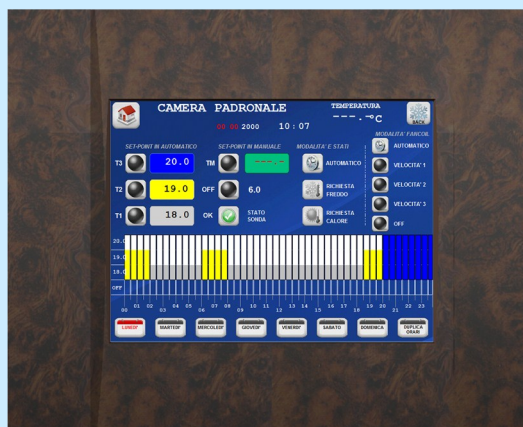 CAMERA PADRONALE
TEMPERATURA
00 00 2000 10:07
---.-°C
BACK
SET-POINT IN AUTOMATICO
SET-POINT IN MANUALE
MODALITA' E STATI
MODALITA' FANCOIL
T3 20.0
TM ---.-
AUTOMATICO
AUTOMATICO
VELOCITA' 1
T2 19.0
OFF 6.0
RICHIESTA
FREDDO
VELOCITA' 2
VELOCITA' 3
T1 18.0
OK STATO
SONDA
RICHIESTA
CALORE
OFF
20.0
19.0
18.0
OFF
00 01 02 03 04 05 06 07 08 09 10 11 12 13 14 15 16 17 18 19 20 21 22 23
LUNEDI' MARTEDI' MERCOLEDI' GIOVEDI' VENERDI' SABATO DOMENICA DUPLICA
ORARI